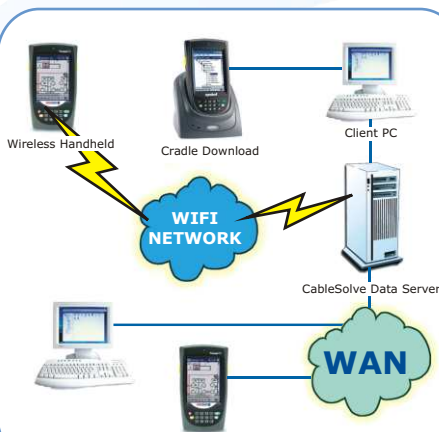 Wireless Handheld
Cradle Download
Client PC
WIFI
NETWORK
CableSolve Data Server
WAN